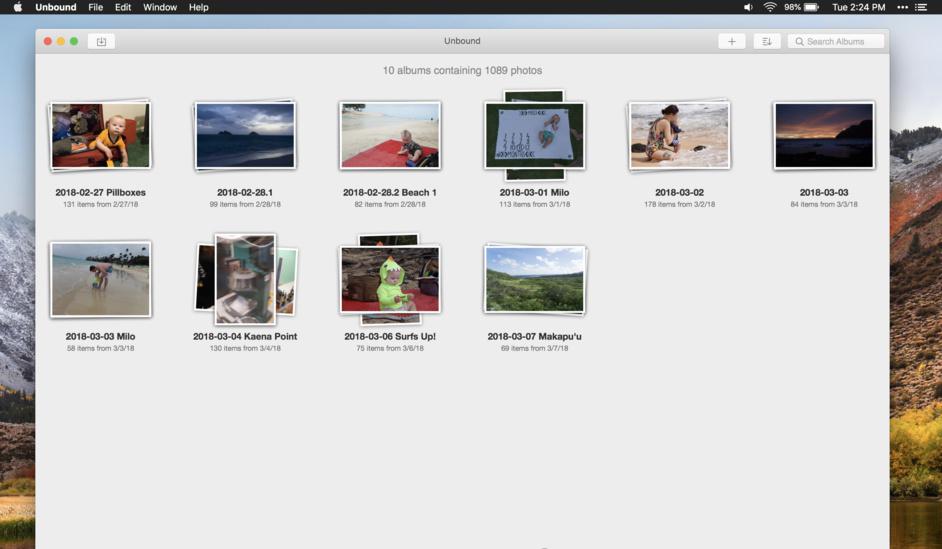 Unbound File Edit Window Help 98% Tue 2:24 PM
Unbound
Search Albums
10 albums containing 1089 photos
2018-02-27 Pillboxes
131 items from 2/27/18
2018-02-28.1
99 items from 2/28/18
2018-02-28.2 Beach 1
82 items from 2/28/18
2018-03-01 Milo
113 items from 3/1/18
2018-03-02
178 items from 3/2/18
2018-03-03
84 items from 3/3/18
2018-03-03 Milo
58 items from 3/3/18
2018-03-04 Kaena Point
130 items from 3/4/18
2018-03-06 Surfs Up!
75 items from 3/6/18
2018-03-07 Makapu'u
69 items from 3/7/18